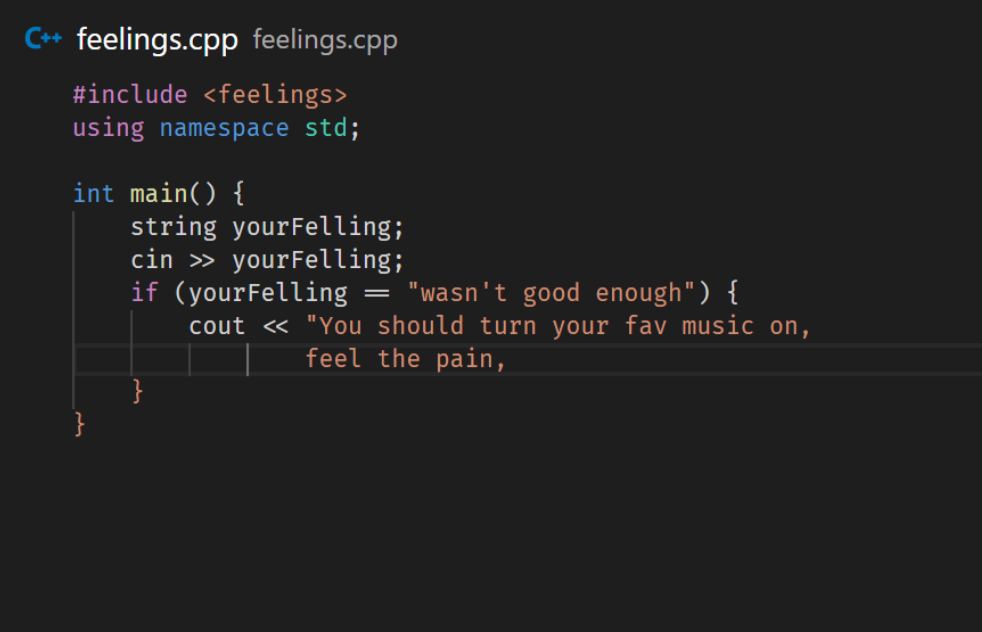 C++ feelings.cpp feelings.cpp
#include <feelings>
using namespace std;
int main() {
string yourFelling;
cin >> yourFelling;
if (yourFelling == "wasn't good enough") {
cout << "You should turn your fav music on,
feel the pain,
}
}